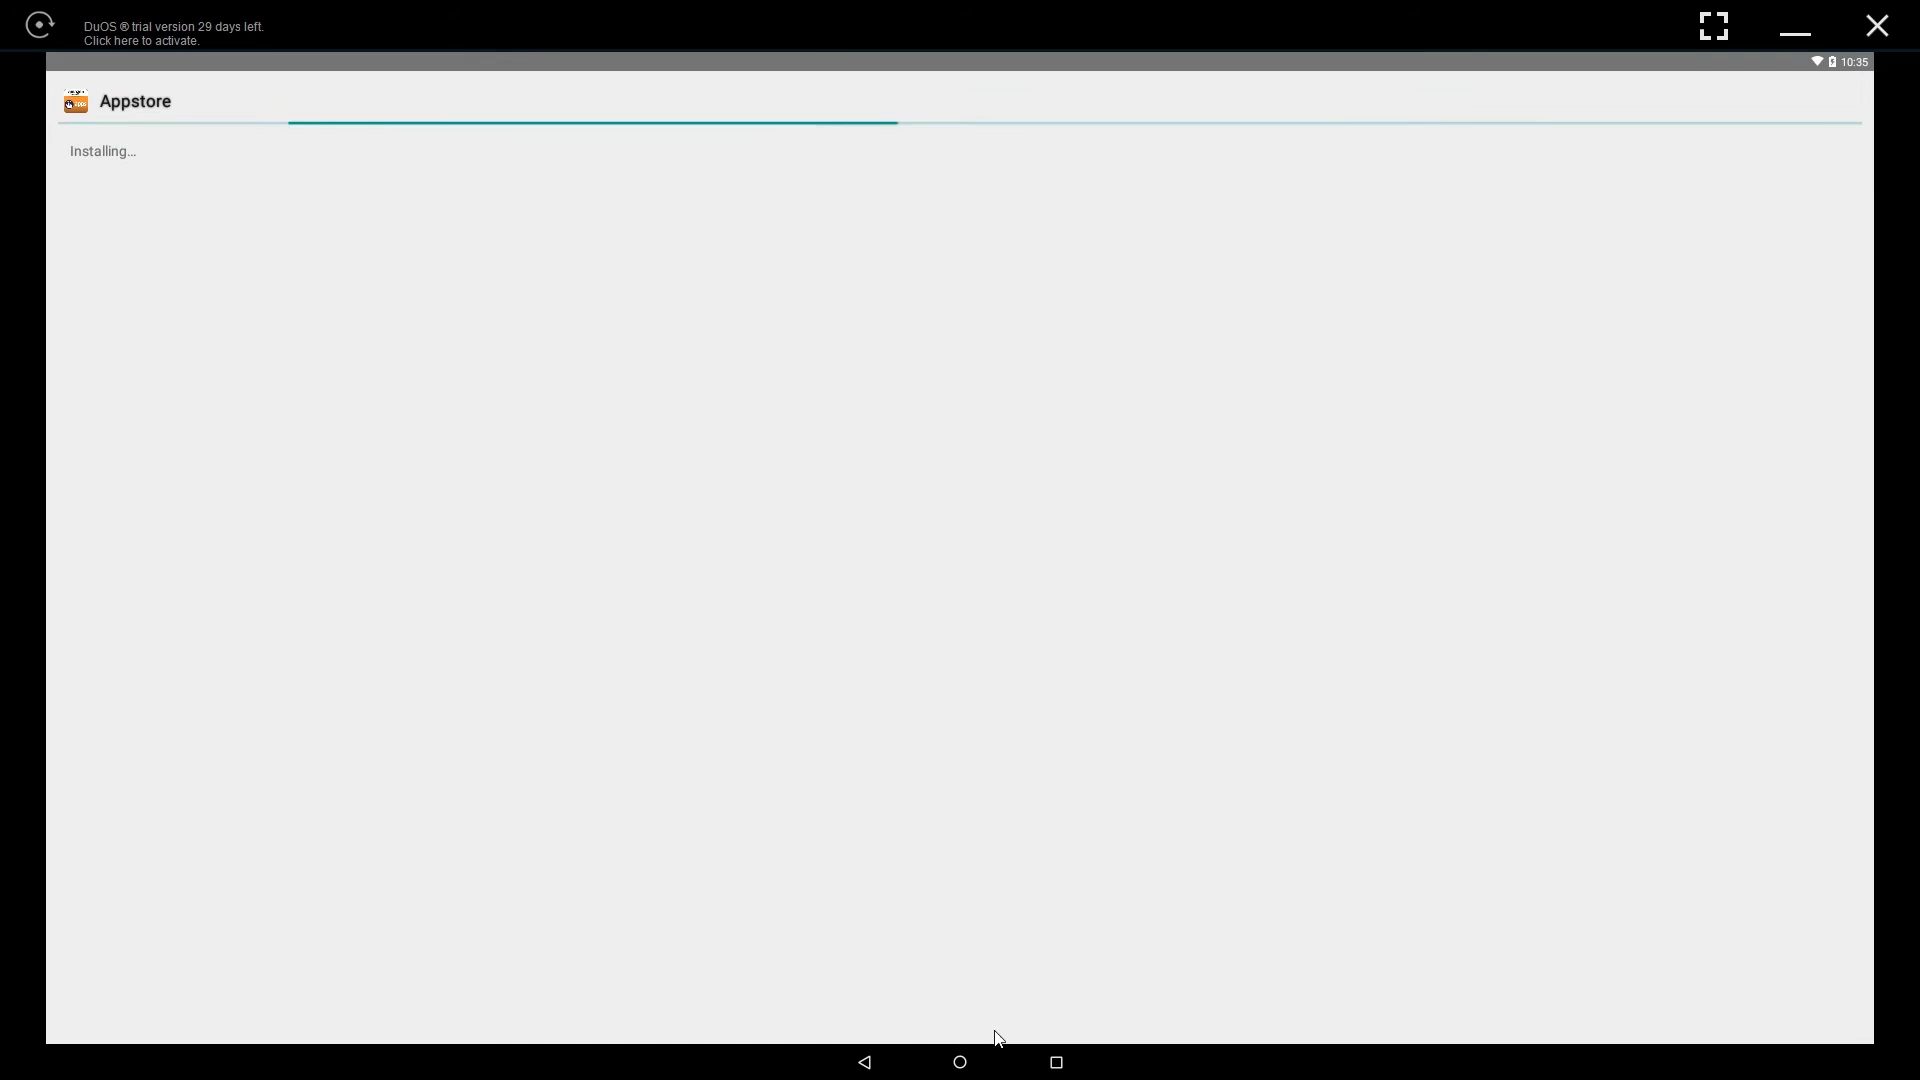 DuOS ® trial version 29 days left.
Click here to activate.
10:35
Appstore
Installing...